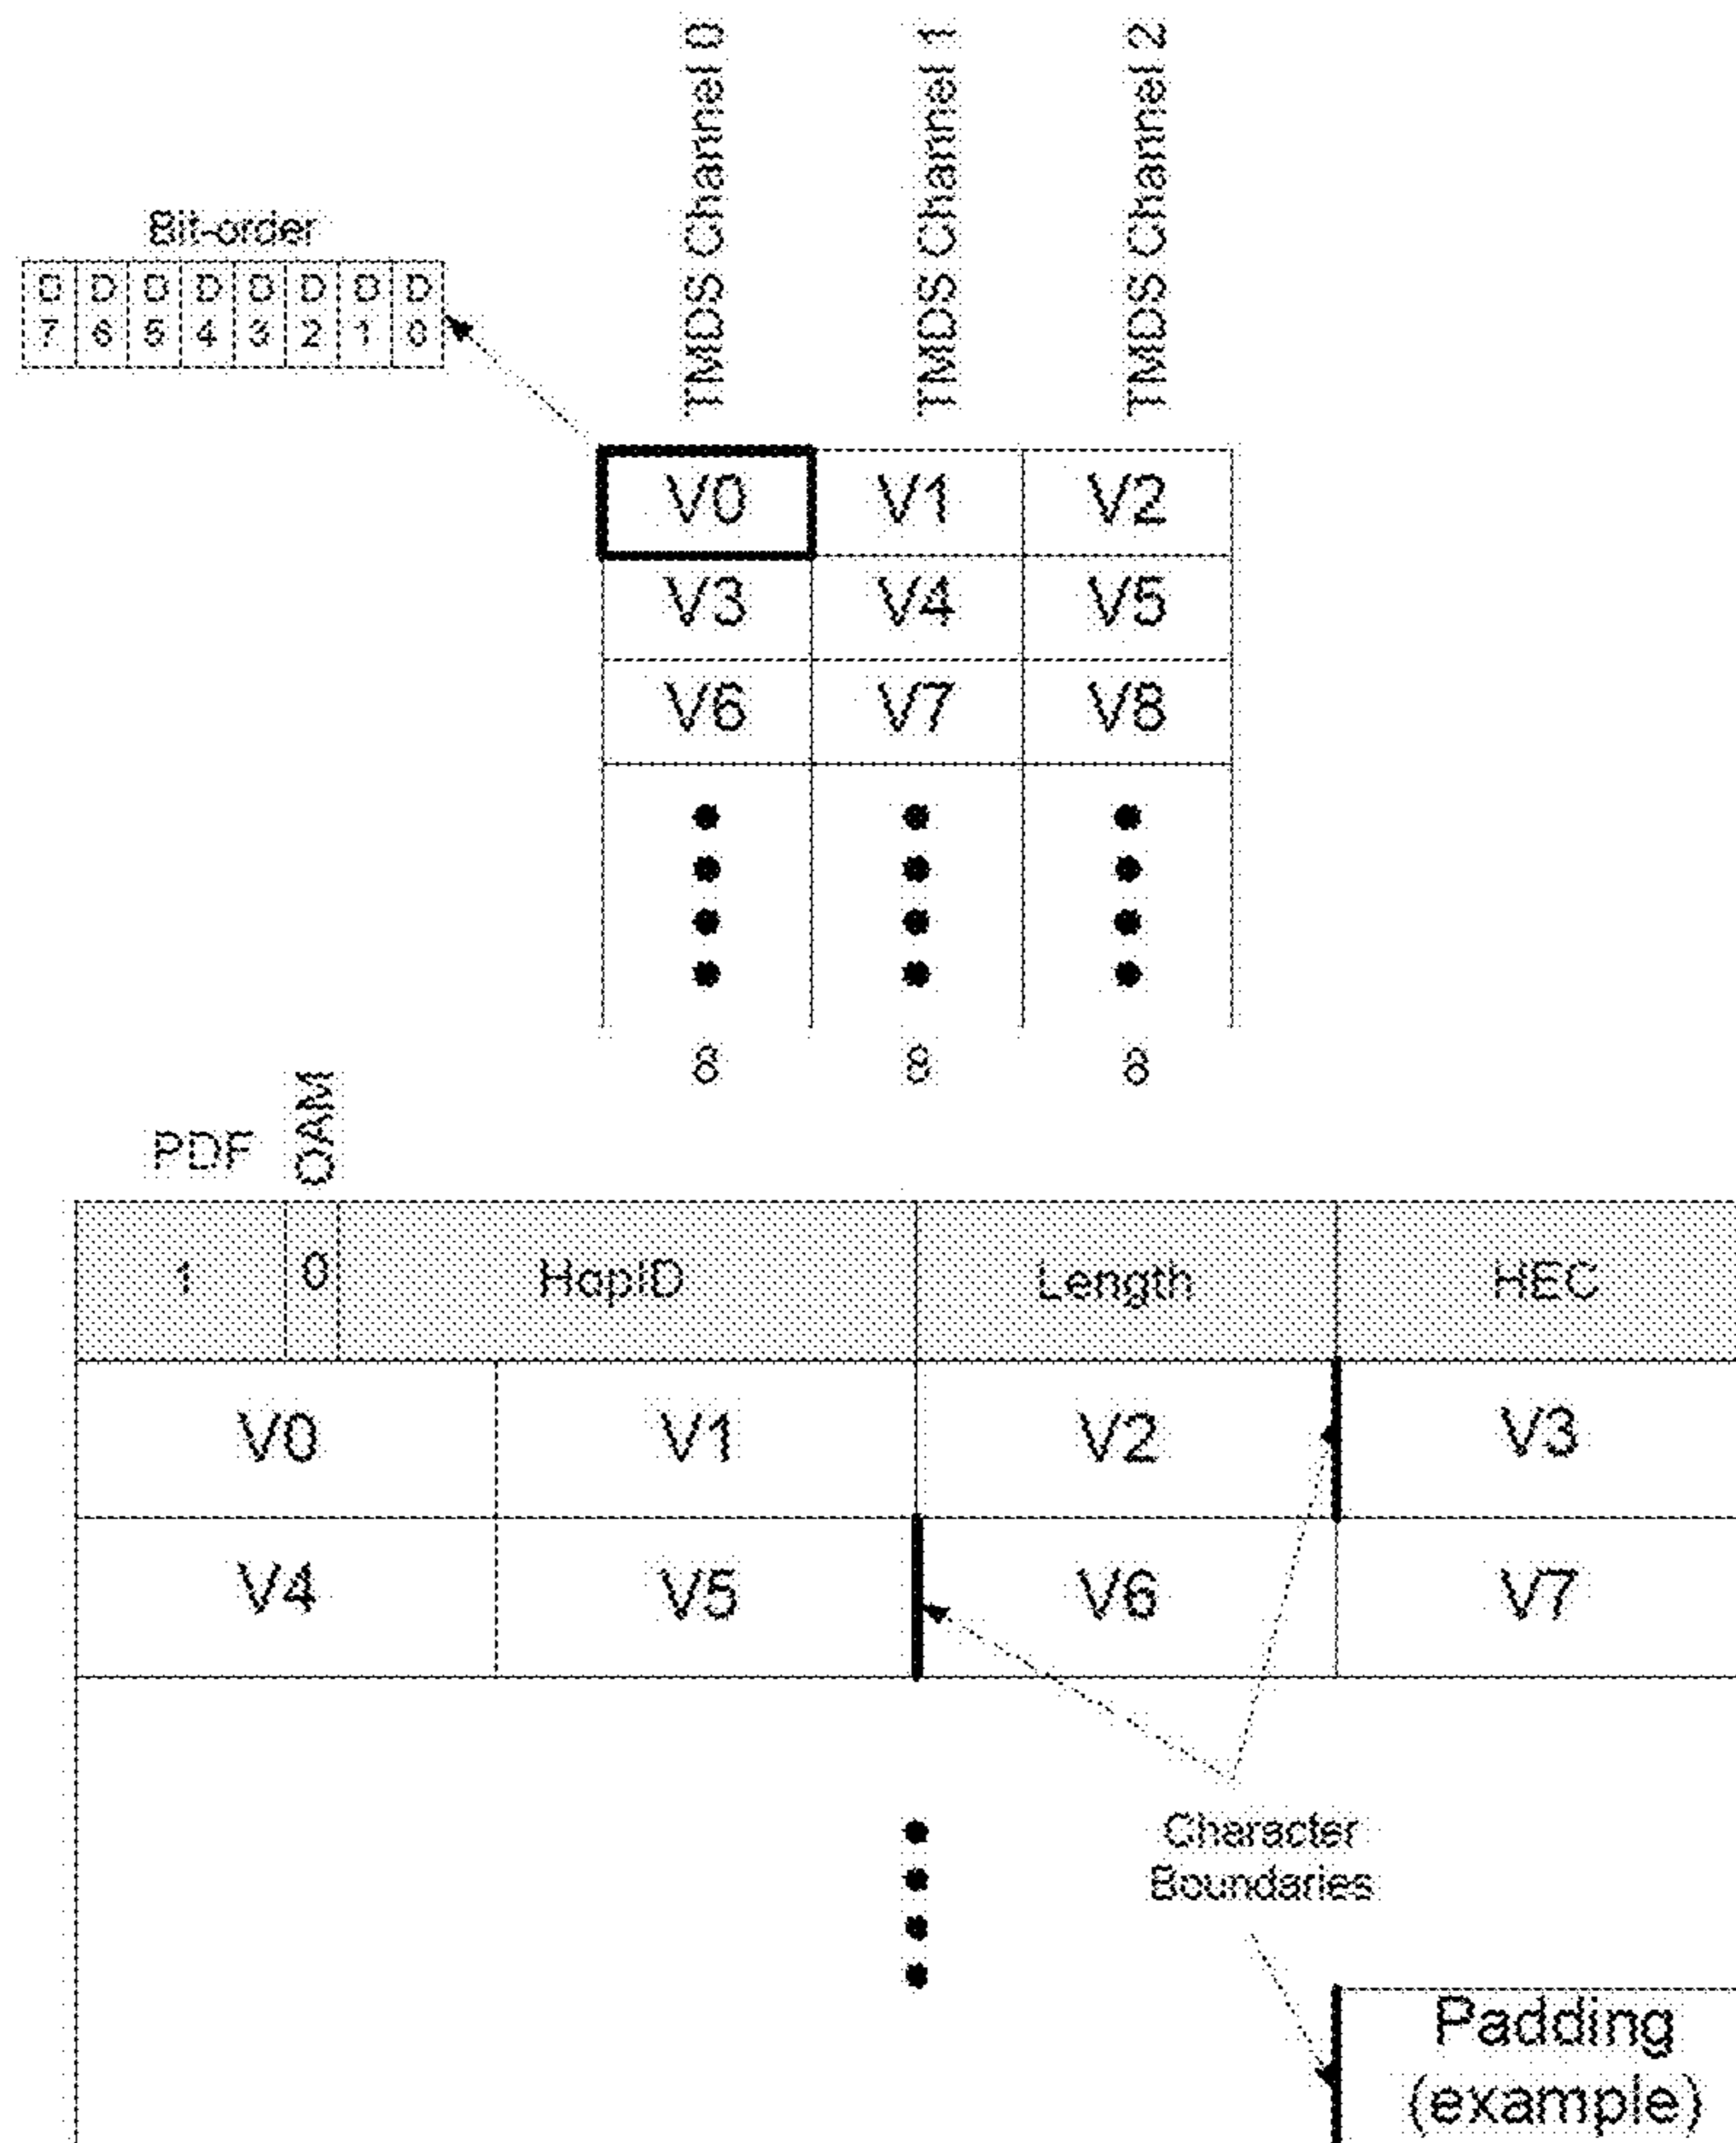 TMDS Channel 0
TMDS Channel 1
TMDS Channel 2
Bit-order
D7 D6 D5 D4 D3 D2 D1 D0
V0 V1 V2
V3 V4 V5
V6 V7 V8
8 8 8
PDF OAM
1 0 HopID Length HEC
V0 V1 V2 V3
V4 V5 V6 V7
Character
Boundaries
Padding
(example)